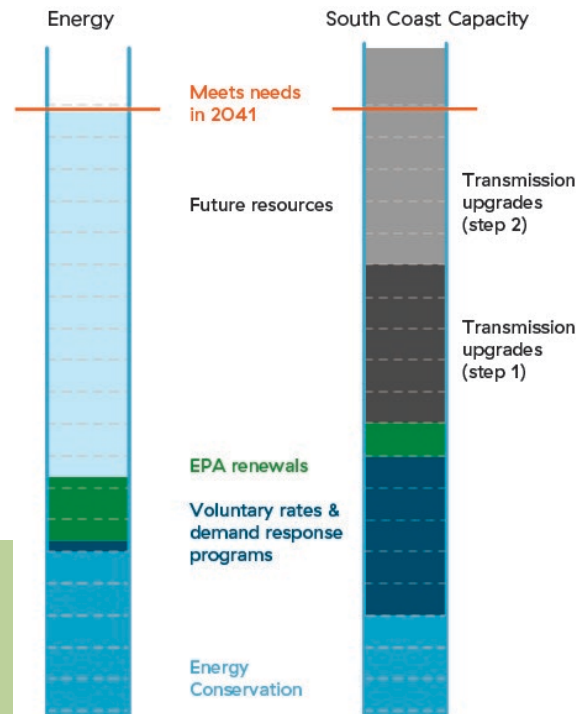 Energy
South Coast Capacity
Meets needs
in 2041
Future resources
Transmission
upgrades
(step 2)
Transmission
upgrades
(step 1)
EPA renewals
Voluntary rates &
demand response
programs
Energy
Conservation